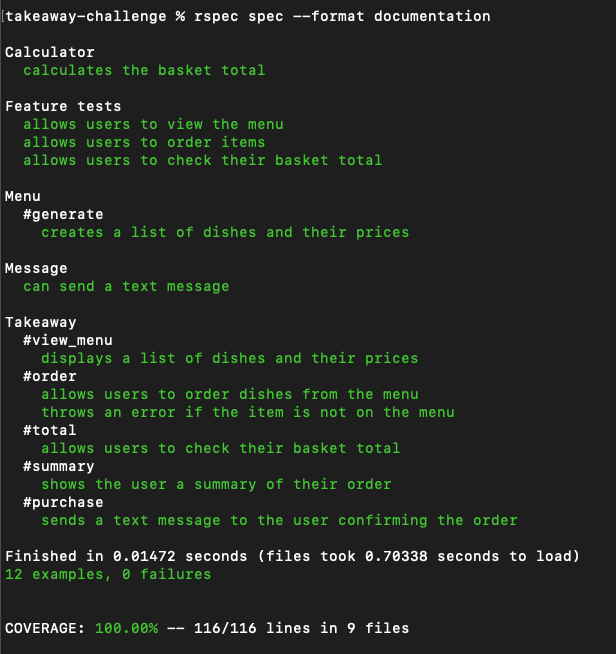 [takeaway-challenge % rspec spec --format documentation
Calculator
calculates the basket total
Feature tests
allows users to view the menu
allows users to order items
allows users to check their basket total
Menu
#generate
creates a list of dishes and their prices
Message
can send a text message
Takeaway
#view_menu
displays a list of dishes and their prices
#order
allows users to order dishes from the menu
throws an error if the item is not on the menu
#total
allows users to check their basket total
#summary
shows the user a summary of their order
#purchase
sends a text message to the user confirming the order
Finished in 0.01472 seconds (files took 0.70338 seconds to load)
12 examples, 0 failures
COVERAGE: 100.00% -- 116/116 lines in 9 files